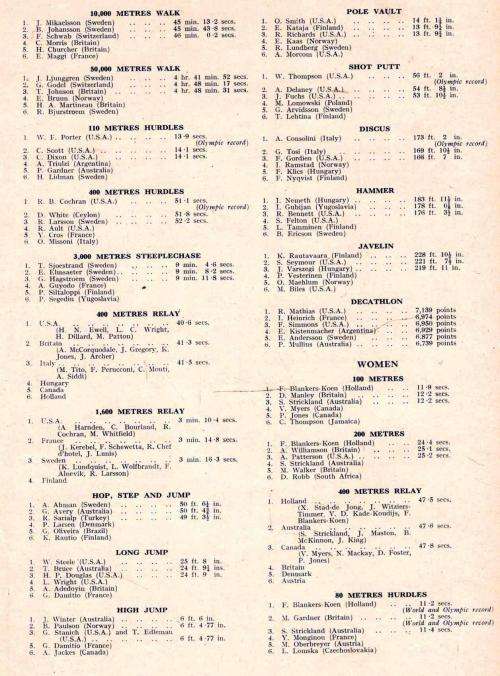 10,000 METRES WALK
1. J. Mikaelsson (Sweden) .. .. 45 min. 13·2 secs.
2. B. Johansson (Sweden) .. .. 45 min. 43·8 secs.
3. F. Schwab (Switzerland) .. .. 46 min. 0·2 secs.
4. C. Morris (Britain)
5. H. Churcher (Britain)
6. E. Maggi (France)
50,000 METRES WALK
1. J. Ljunggren (Sweden) .. 4 hr. 41 min. 52 secs.
2. G. Godel (Switzerland) .. 4 hr. 48 min. 17 secs.
3. T. Johnson (Britain) .. 4 hr. 48 min. 31 secs.
4. E. Bruun (Norway)
5. H. A. Martineau (Britain)
6. R. Bjurstroem (Sweden)
110 METRES HURDLES
1. W. F. Porter (U.S.A.) .. .. .. 13·9 secs.
(Olympic record)
2. C. Scott (U.S.A.) .. .. .. .. 14·1 secs.
3. C. Dixon (U.S.A.) .. .. .. .. 14·1 secs.
4. A. Triulzi (Argentina)
5. P. Gardner (Australia)
6. H. Lidman (Sweden)
400 METRES HURDLES
1. R. B. Cochran (U.S.A.) .. .. .. 51·1 secs.
(Olympic record)
2. D. White (Ceylon) .. .. .. .. 51·8 secs.
3. R. Larsson (Sweden) .. .. .. 52·2 secs.
4. R. Ault (U.S.A.)
5. Y. Cros (France)
6. O. Missoni (Italy)
3,000 METRES STEEPLECHASE
1. T. Sjoestrand (Sweden) .. .. 9 min. 4·6 secs.
2. E. Elmsaeter (Sweden) .. .. 9 min. 8·2 secs.
3. G. Hagstroem (Sweden) .. .. 9 min. 11·8 secs.
4. A. Guyodo (France)
5. P. Siltaloppi (Finland)
6. P. Segedin (Yugoslavia)
400 METRES RELAY
1. U.S.A. .. .. .. .. .. 40·6 secs.
(H. N. Ewell, L. C. Wright,
H. Dillard, M. Patton)
2. Britain .. .. .. .. .. 41·3 secs.
(A. McCorquodale, J. Gregory, K.
Jones, J. Archer)
3. Italy .. .. .. .. .. 41·5 secs.
(M. Tito, F. Perucconi, C. Monti,
A. Siddi)
4. Hungary
5. Canada
6. Holland
1,600 METRES RELAY
1. U.S.A. .. .. .. .. 3 min. 10·4 secs.
(A. Harnden, C. Bourland, R.
Cochran, M. Whitfield)
2. France .. .. .. .. 3 min. 14·8 secs.
(J. Kerebel, F. Schewetta, R. Chef
d'hotel, J. Lunis)
3. Sweden .. .. .. .. 3 min. 16·3 secs.
(K. Lundquist, L. Wolfbrandt, F.
Alnevik, R. Larsson)
4. Finland
HOP, STEP AND JUMP
1. A. Ahman (Sweden) .. .. 50 ft. 6¼ in.
2. G. Avery (Australia) .. .. 50 ft. 4¾ in.
3. R. Sarialp (Turkey) .. .. 49 ft. 3½ in.
4. P. Larsen (Denmark)
5. G. Oliveira (Brazil)
6. K. Rautio (Finland)
LONG JUMP
1. W. Steele (U.S.A.) .. .. .. 25 ft. 8 in.
2. T. Bruce (Australia) .. .. .. 24 ft. 9¼ ins.
3. H. P. Douglas (U.S.A.) .. .. 24 ft. 9 in.
4. L. Wright (U.S.A.)
5. A. Adedoyin (Britain)
6. G. Damitio (France)
HIGH JUMP
1. J. Winter (Australia) .. .. 6 ft. 6 in.
2. B. Paulson (Norway) .. .. 6 ft. 4·77 in.
3. G. Stanich (U.S.A.) and T. Edleman
(U.S.A.) .. .. .. .. 6 ft. 4·77 in.
5. G. Damitio (France)
6. A. Jackes (Canada)
POLE VAULT
1. O. Smith (U.S.A.) .. .. .. 14 ft. 1¼ in.
2. E. Kataja (Finland) .. .. .. 13 ft. 9½ in.
3. R. Richards (U.S.A.) .. .. .. 13 ft. 9½ in.
4. E. Kaas (Norway)
5. R. Lundberg (Sweden)
6. A. Morcom (U.S.A.)
SHOT PUTT
1. W. Thompson (U.S.A.) .. .. 56 ft. 2 in.
(Olympic record)
2. A. Delaney (U.S.A.) .. .. .. 54 ft. 8¾ in.
3. J. Fuchs (U.S.A.) .. .. .. 53 ft. 10½ in.
4. M. Lomowski (Poland)
5. G. Arvidsson (Sweden)
6. T. Lehtina (Finland)
DISCUS
1. A. Consolini (Italy) .. .. .. 173 ft. 2 in.
(Olympic record)
2. G. Tosi (Italy) .. .. .. .. 169 ft. 10½ in.
3. F. Gordien (U.S.A.) .. .. .. 166 ft. 7 in.
4. I. Ramstad (Norway)
5. F. Klics (Hungary)
6. F. Nyqvist (Finland)
HAMMER
1. I. Nemeth (Hungary) .. .. 183 ft. 11½ in.
2. I. Gubijan (Yugoslavia) .. .. 178 ft. 0½ in.
3. R. Bennett (U.S.A.) .. .. 176 ft. 3½ in.
4. S. Felton (U.S.A.)
5. L. Tamminen (Finland)
6. B. Ericson (Sweden)
JAVELIN
1. K. Rautavaara (Finland) .. 228 ft. 10½ in.
2. S. Seymour (U.S.A.) .. .. 221 ft. 7½ in.
3. J. Varszegi (Hungary) .. .. 219 ft. 11 in.
4. P. Vesterinen (Finland)
5. O. Maehlum (Norway)
6. M. Biles (U.S.A.)
DECATHLON
1. R. Mathias (U.S.A.) .. .. 7,139 points
2. I. Heinrich (France) .. .. 6,974 points
3. F. Simmons (U.S.A.) .. .. 6,950 points
4. E. Kistenmacher (Argentina) .. 6,929 points
5. E. Andersson (Sweden) .. .. 6,877 points
6. P. Mullins (Australia) .. .. 6,739 points
WOMEN
100 METRES
1. F. Blankers-Koen (Holland) .. .. 11·9 secs.
2. D. Manley (Britain) .. .. .. 12·2 secs.
3. S. Strickland (Australia) .. .. 12·2 secs.
4. V. Myers (Canada)
5. P. Jones (Canada)
6. C. Thompson (Jamaica)
200 METRES
1. F. Blankers-Koen (Holland) .. .. 24·4 secs.
2. A. Williamson (Britain) .. .. 25·1 secs.
3. A. Patterson (U.S.A.) .. .. .. 25·2 secs.
4. S. Strickland (Australia)
5. M. Walker (Britain)
6. D. Robb (South Africa)
400 METRES RELAY
1. Holland .. .. .. .. .. 47·5 secs.
(X. Stad-de Jong, J. Witziers-
Timmer, V. D. Kade-Koudijs, F.
Blankers-Koen)
2. Australia .. .. .. .. .. 47·6 secs.
(S. Strickland, J. Maston, B.
McKinnon, J. King)
3. Canada .. .. .. .. .. 47·8 secs.
(V. Myers, N. Mackay, D. Foster,
P. Jones)
4. Britain
5. Denmark
6. Austria
80 METRES HURDLES
1. F. Blankers-Koen (Holland) .. .. 11·2 secs.
(World and Olympic record)
2. M. Gardner (Britain) .. .. .. 11·2 secs.
(World and Olympic record)
3. S. Strickland (Australia) .. .. 11·4 secs.
4. Y. Monginou (France)
5. M. Oberbreyer (Austria)
6. L. Lomska (Czechoslovakia)